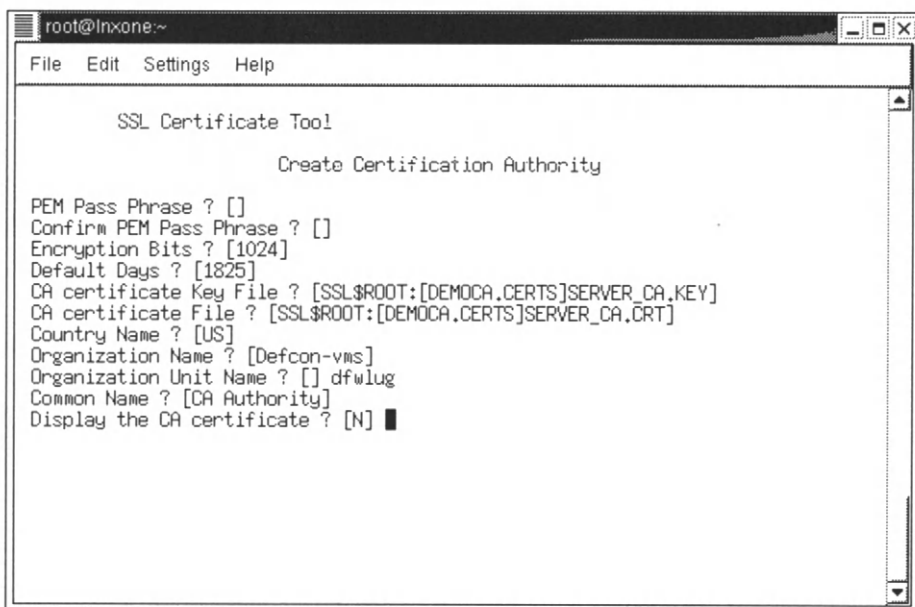 root@lnxone:~
File Edit Settings Help
SSL Certificate Tool
Create Certification Authority
PEM Pass Phrase ? []
Confirm PEM Pass Phrase ? []
Encryption Bits ? [1024]
Default Days ? [1825]
CA certificate Key File ? [SSL$ROOT:[DEMOCA.CERTS]SERVER_CA.KEY]
CA certificate File ? [SSL$ROOT:[DEMOCA.CERTS]SERVER_CA.CRT]
Country Name ? [US]
Organization Name ? [Defcon-vms]
Organization Unit Name ? [] dfwlug
Common Name ? [CA Authority]
Display the CA certificate ? [N]